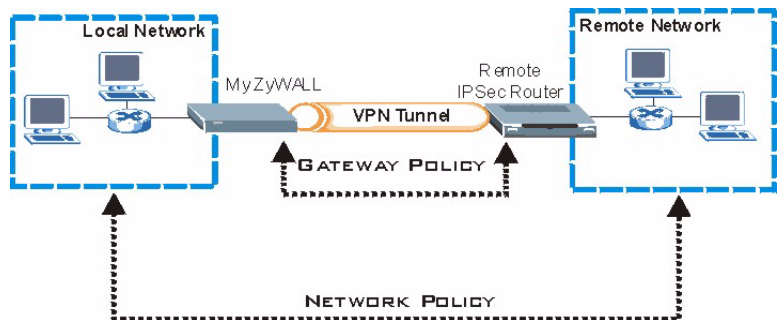 Local Network
Remote Network
MyZyWALL
Remote
IPSec Router
VPN Tunnel
GATEWAY POLICY
NETWORK POLICY